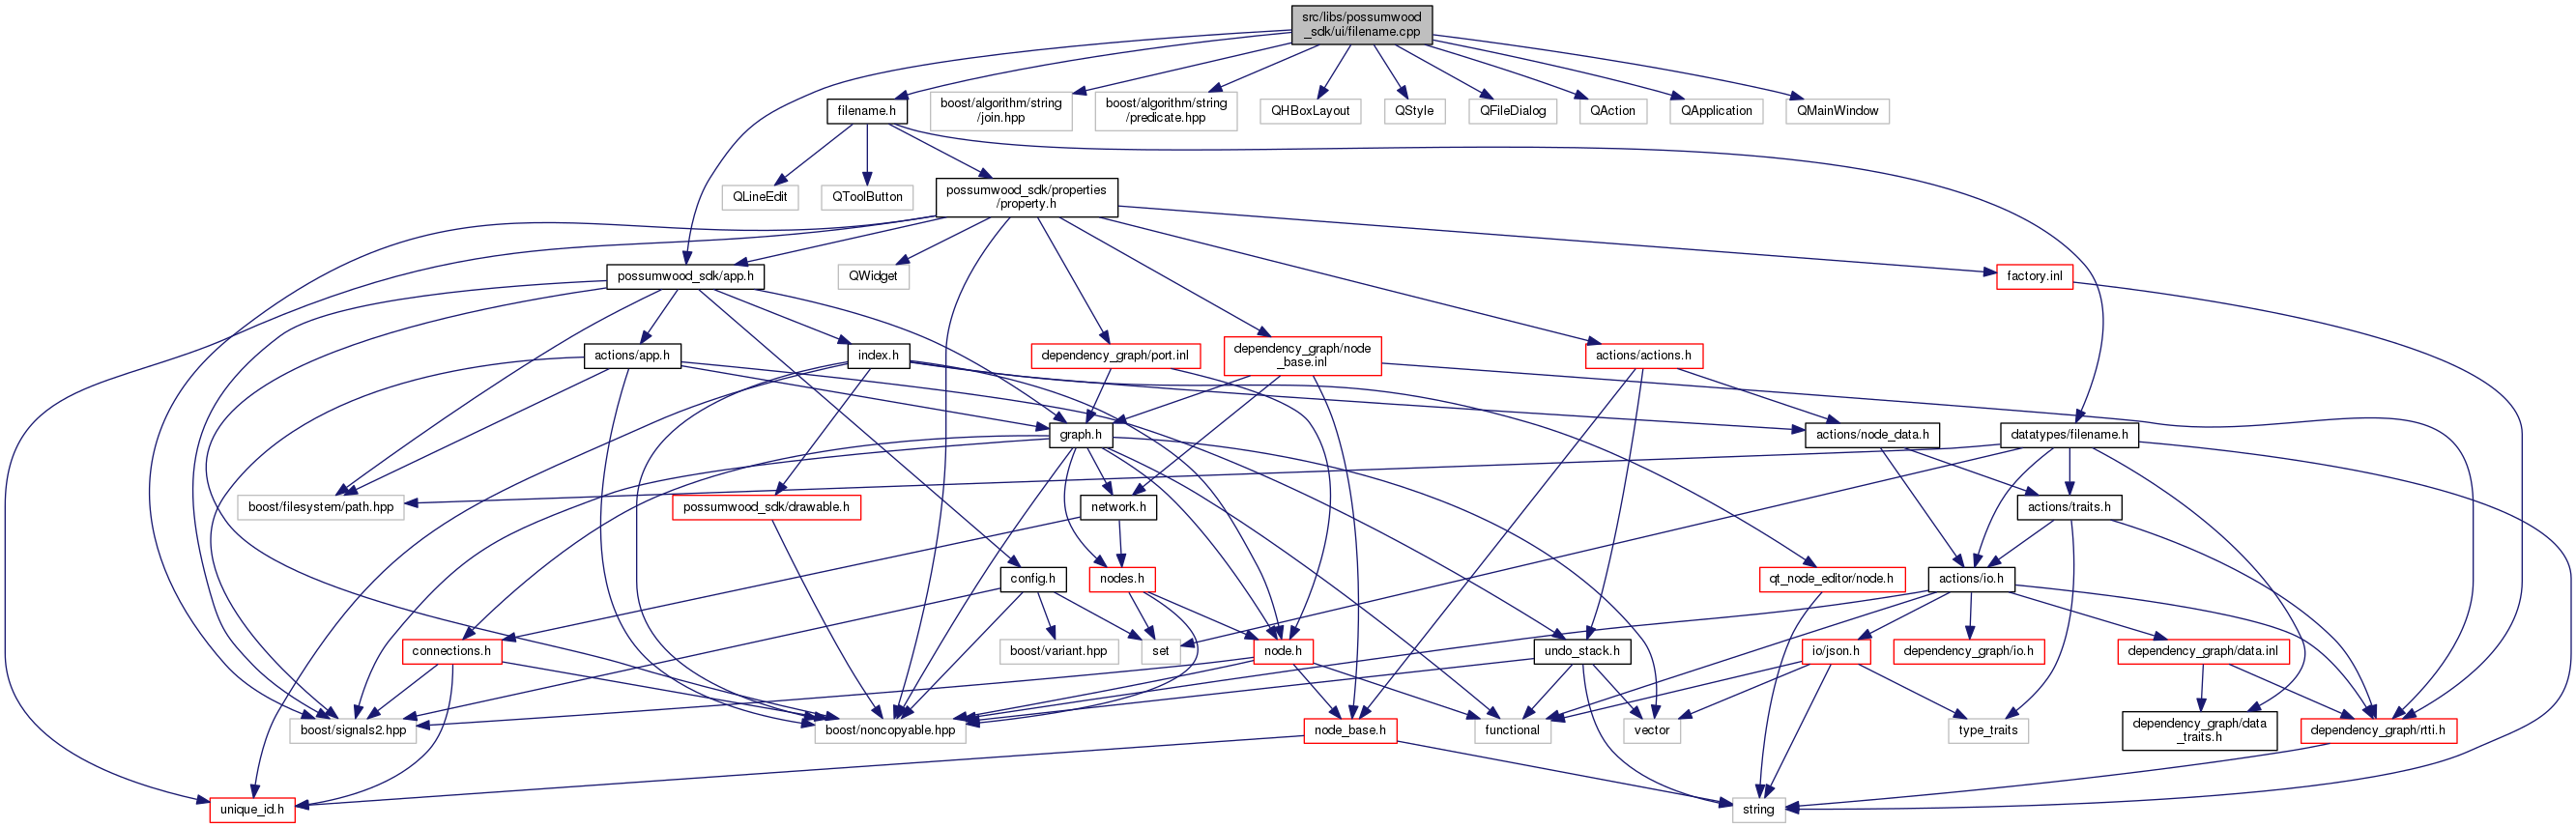 src/libs/possumwood
_sdk/ui/filename.cpp
filename.h
boost/algorithm/string
/join.hpp
boost/algorithm/string
/predicate.hpp
QHBoxLayout
QStyle
QFileDialog
QAction
QApplication
QMainWindow
QLineEdit
QToolButton
possumwood_sdk/properties
/property.h
possumwood_sdk/app.h
QWidget
factory.inl
actions/app.h
index.h
dependency_graph/port.inl
dependency_graph/node
_base.inl
actions/actions.h
graph.h
actions/node_data.h
datatypes/filename.h
boost/filesystem/path.hpp
possumwood_sdk/drawable.h
network.h
actions/traits.h
config.h
nodes.h
qt_node_editor/node.h
actions/io.h
connections.h
boost/variant.hpp
set
node.h
undo_stack.h
io/json.h
dependency_graph/io.h
dependency_graph/data.inl
boost/signals2.hpp
boost/noncopyable.hpp
node_base.h
functional
vector
type_traits
dependency_graph/data
_traits.h
dependency_graph/rtti.h
unique_id.h
string